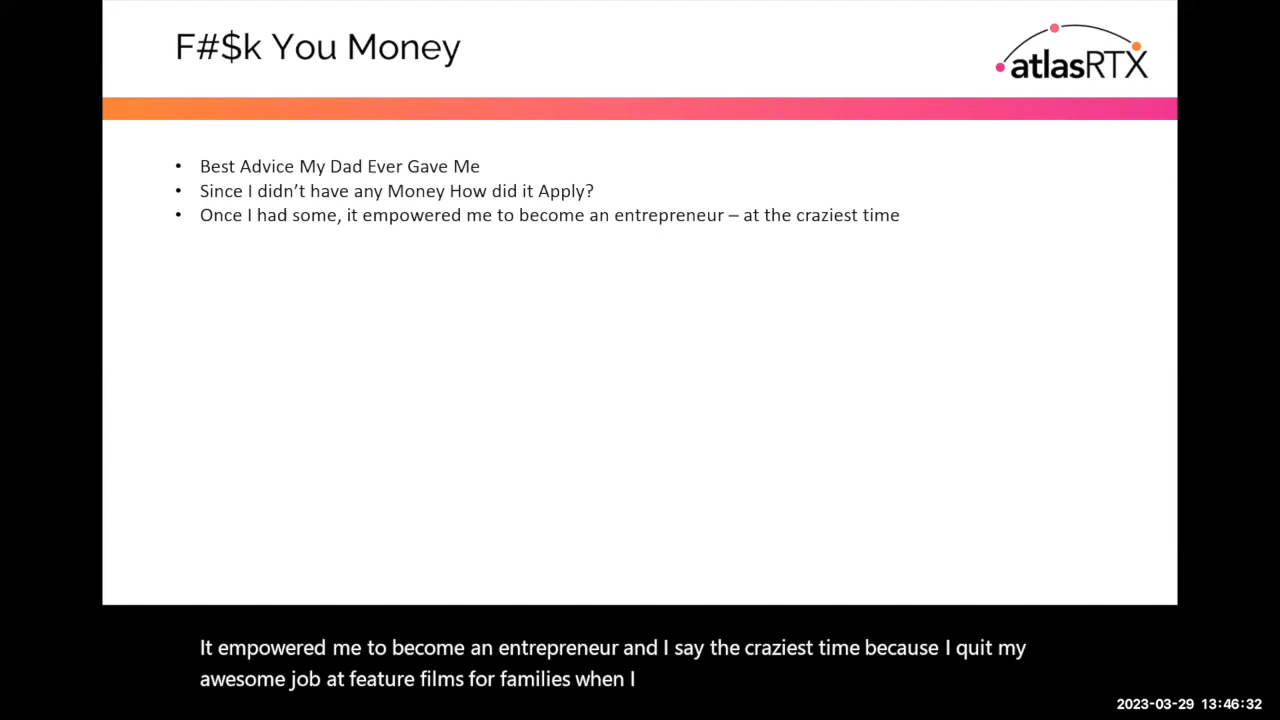 F#$k You Money
atlasRTX
• Best Advice My Dad Ever Gave Me
• Since I didn’t have any Money How did it Apply?
• Once I had some, it empowered me to become an entrepreneur – at the craziest time
It empowered me to become an entrepreneur and I say the craziest time because I quit my
awesome job at feature films for families when I
2023-03-29 13:46:32